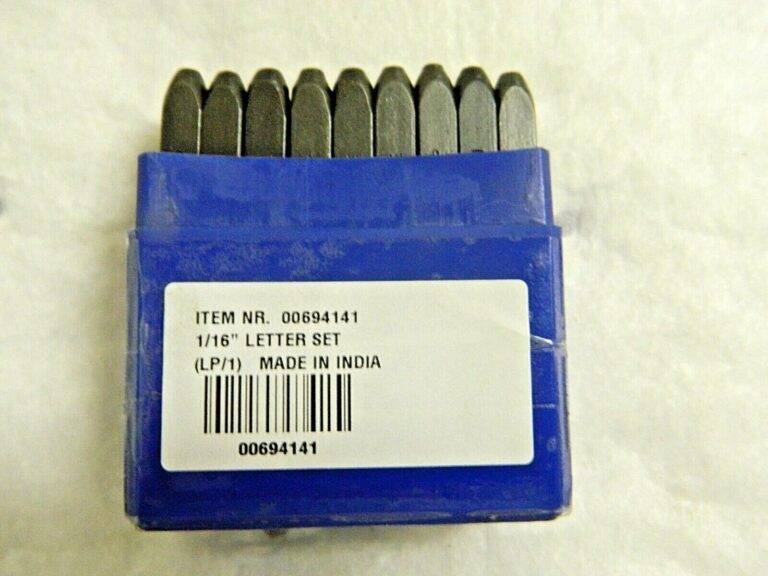 ITEM NR. 00694141
1/16" LETTER SET
(LP/1) MADE IN INDIA
00694141